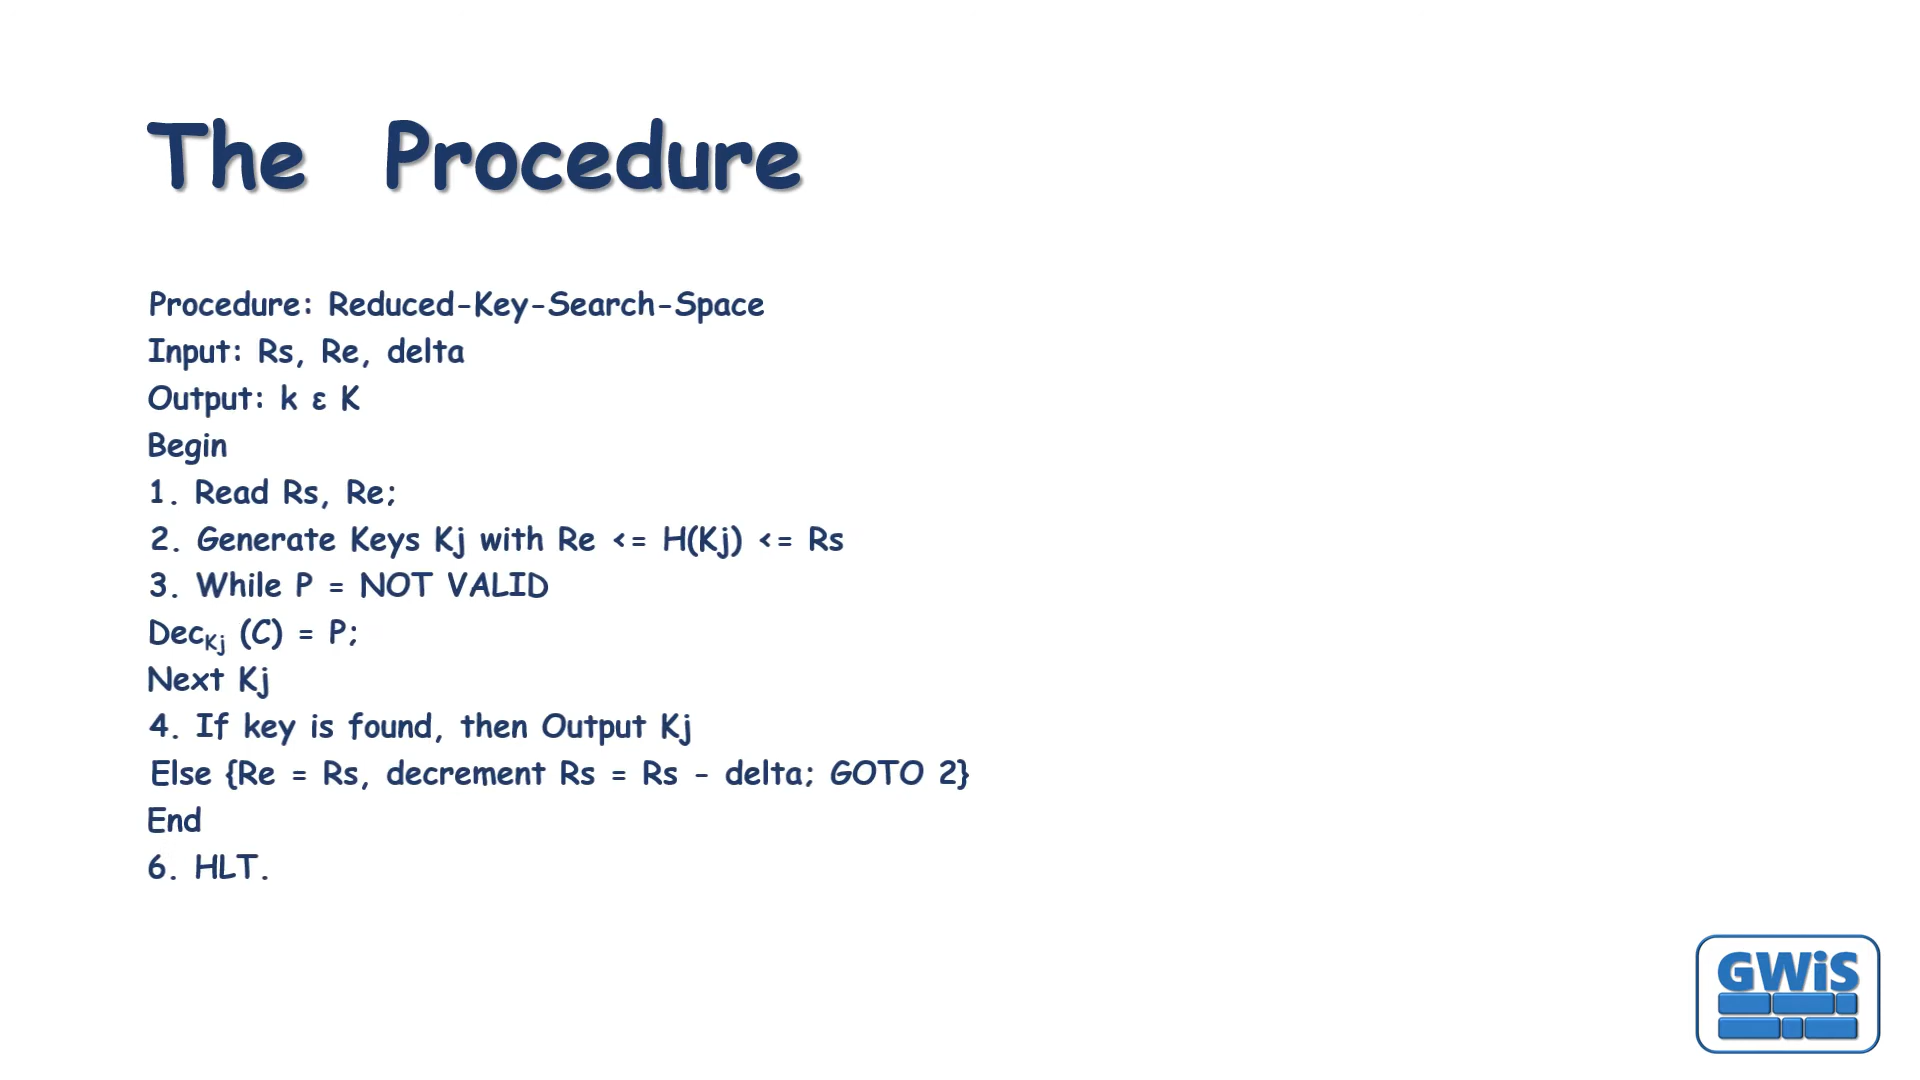 The Procedure
Procedure: Reduced-Key-Search-Space
Input: Rs, Re, delta
Output: k ε K
Begin
1. Read Rs, Re;
2. Generate Keys Kj with Re <= H(Kj) <= Rs
3. While P = NOT VALID
DecKj (C) = P;
Next Kj
4. If key is found, then Output Kj
Else {Re = Rs, decrement Rs = Rs - delta; GOTO 2}
End
6. HLT.
GWiS